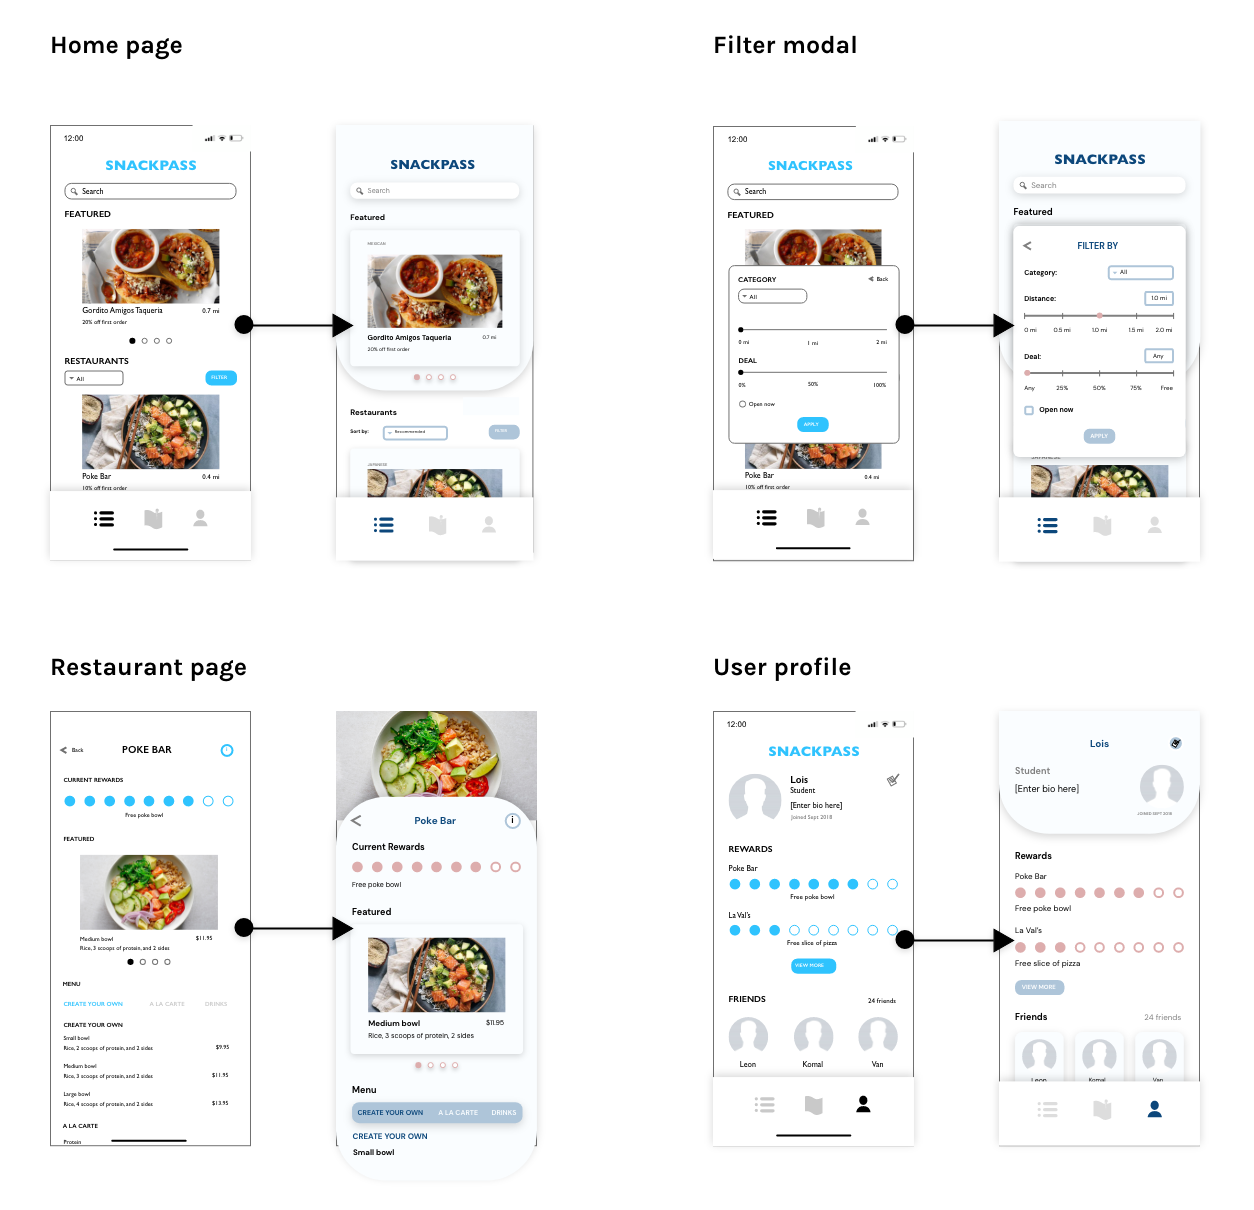 Home page
12:00
SNACKPASS
Search
FEATURED
Gordito Amigos Taqueria 0.7 mi
20% off first order
RESTAURANTS
All FILTER
Poke Bar 0.4 mi
10% off first order
SNACKPASS
Search
Featured
MEXICAN
Gordito Amigos Taqueria 0.7 mi
20% off first order
Restaurants
Sort by: Recommended FILTER
JAPANESE
Filter modal
12:00
SNACKPASS
Search
FEATURED
CATEGORY Back
All
0 mi 1 mi 2 mi
DEAL
0% 50% 100%
Open now
APPLY
Poke Bar 0.4 mi
10% off first order
SNACKPASS
Search
Featured
FILTER BY
Category: All
Distance: 1.0 mi
0 mi 0.5 mi 1.0 mi 1.5 mi 2.0 mi
Deal: Any
Any 25% 50% 75% Free
Open now
APPLY
JAPANESE
Restaurant page
Back POKE BAR i
CURRENT REWARDS
Free poke bowl
FEATURED
Medium bowl $11.95
Rice, 3 scoops of protein, and 2 sides
MENU
CREATE YOUR OWN A LA CARTE DRINKS
CREATE YOUR OWN
Small bowl
Rice, 2 scoops of protein, and 2 sides $9.95
Medium bowl
Rice, 3 scoops of protein, and 2 sides $11.95
Large bowl
Rice, 4 scoops of protein, and 2 sides $13.95
A LA CARTE
Protein
Poke Bar i
Current Rewards
Free poke bowl
Featured
Medium bowl $11.95
Rice, 3 scoops of protein, 2 sides
Menu
CREATE YOUR OWN A LA CARTE DRINKS
CREATE YOUR OWN
Small bowl
User profile
12:00
SNACKPASS
Lois
Student
[Enter bio here]
Joined Sept 2018
REWARDS
Poke Bar
Free poke bowl
La Val's
Free slice of pizza
VIEW MORE
FRIENDS 24 friends
Leon Komal Van
Lois
Student
[Enter bio here]
JOINED SEPT 2018
Rewards
Poke Bar
Free poke bowl
La Val's
Free slice of pizza
VIEW MORE
Friends 24 friends
Leon Komal Van